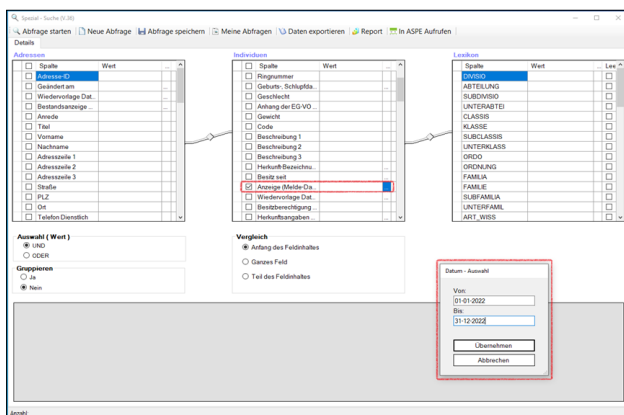 Spezial - Suche (V.36)
Abfrage starten Neue Abfrage Abfrage speichern Meine Abfragen Daten exportieren Report In ASPE Aufrufen
Details
Adressen
Spalte Wert ...
Adresse-ID
Geändert am ...
Wiedervorlage Dat... ...
Bestandsanzeige ... ...
Anrede
Titel
Vorname
Nachname
Adresszeile 1
Adresszeile 2
Adresszeile 3
Straße
PLZ
Ort
Telefon Dienstlich
Individuen
Spalte Wert ...
Ringnummer
Geburts-, Schlupfda... ...
Geschlecht
Anhang der EG-VO ...
Gewicht
Code
Beschreibung 1
Beschreibung 2
Beschreibung 3
Herkunft-Bezeichnu...
Besitz seit ...
Anzeige (Melde-Da... ...
Wiedervorlage Dat... ...
Besitzberechtigung ...
Herkunftsangaben ... ...
Lexikon
Spalte Wert ... Lee
DIVISIO
ABTEILUNG
SUBDIVISIO
UNTERABTEI
CLASSIS
KLASSE
SUBCLASSIS
UNTERKLASS
ORDO
ORDNUNG
FAMILIA
FAMILIE
SUBFAMILIA
UNTERFAMIL
ART_WISS
Auswahl ( Wert )
UND
ODER
Gruppieren
Ja
Nein
Vergleich
Anfang des Feldinhaltes
Ganzes Feld
Teil des Feldinhaltes
Datum - Auswahl
Von:
01-01-2022
Bis:
31-12-2022
Übernehmen
Abbrechen
Anzahl: